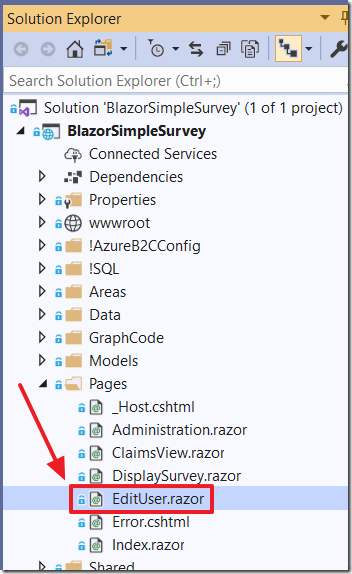 Solution Explorer
Search Solution Explorer (Ctrl+;)
Solution 'BlazorSimpleSurvey' (1 of 1 project)
BlazorSimpleSurvey
Connected Services
Dependencies
Properties
wwwroot
!AzureB2CConfig
!SQL
Areas
Data
GraphCode
Models
Pages
_Host.cshtml
Administration.razor
ClaimsView.razor
DisplaySurvey.razor
EditUser.razor
Error.cshtml
Index.razor
Shared